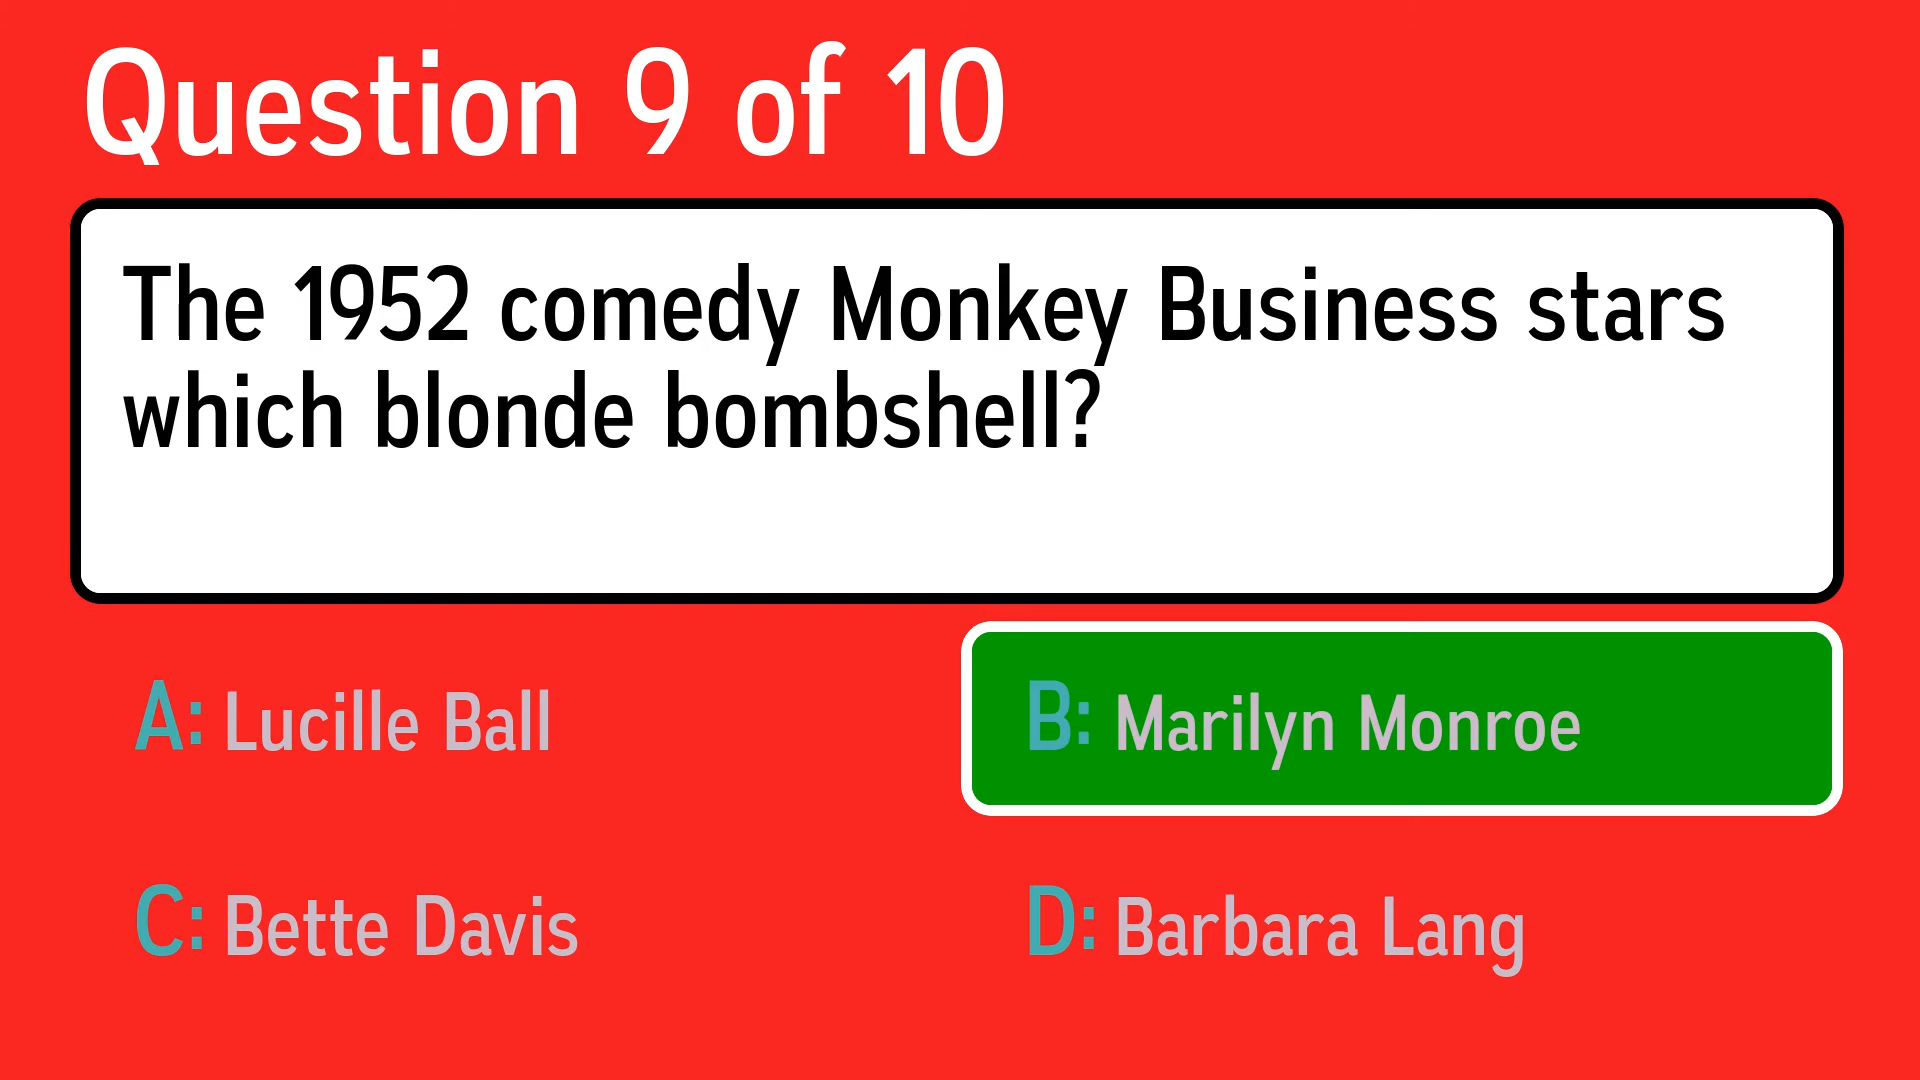 Question 9 of 10
The 1952 comedy Monkey Business stars
which blonde bombshell?
A: Lucille Ball
B: Marilyn Monroe
C: Bette Davis
D: Barbara Lang